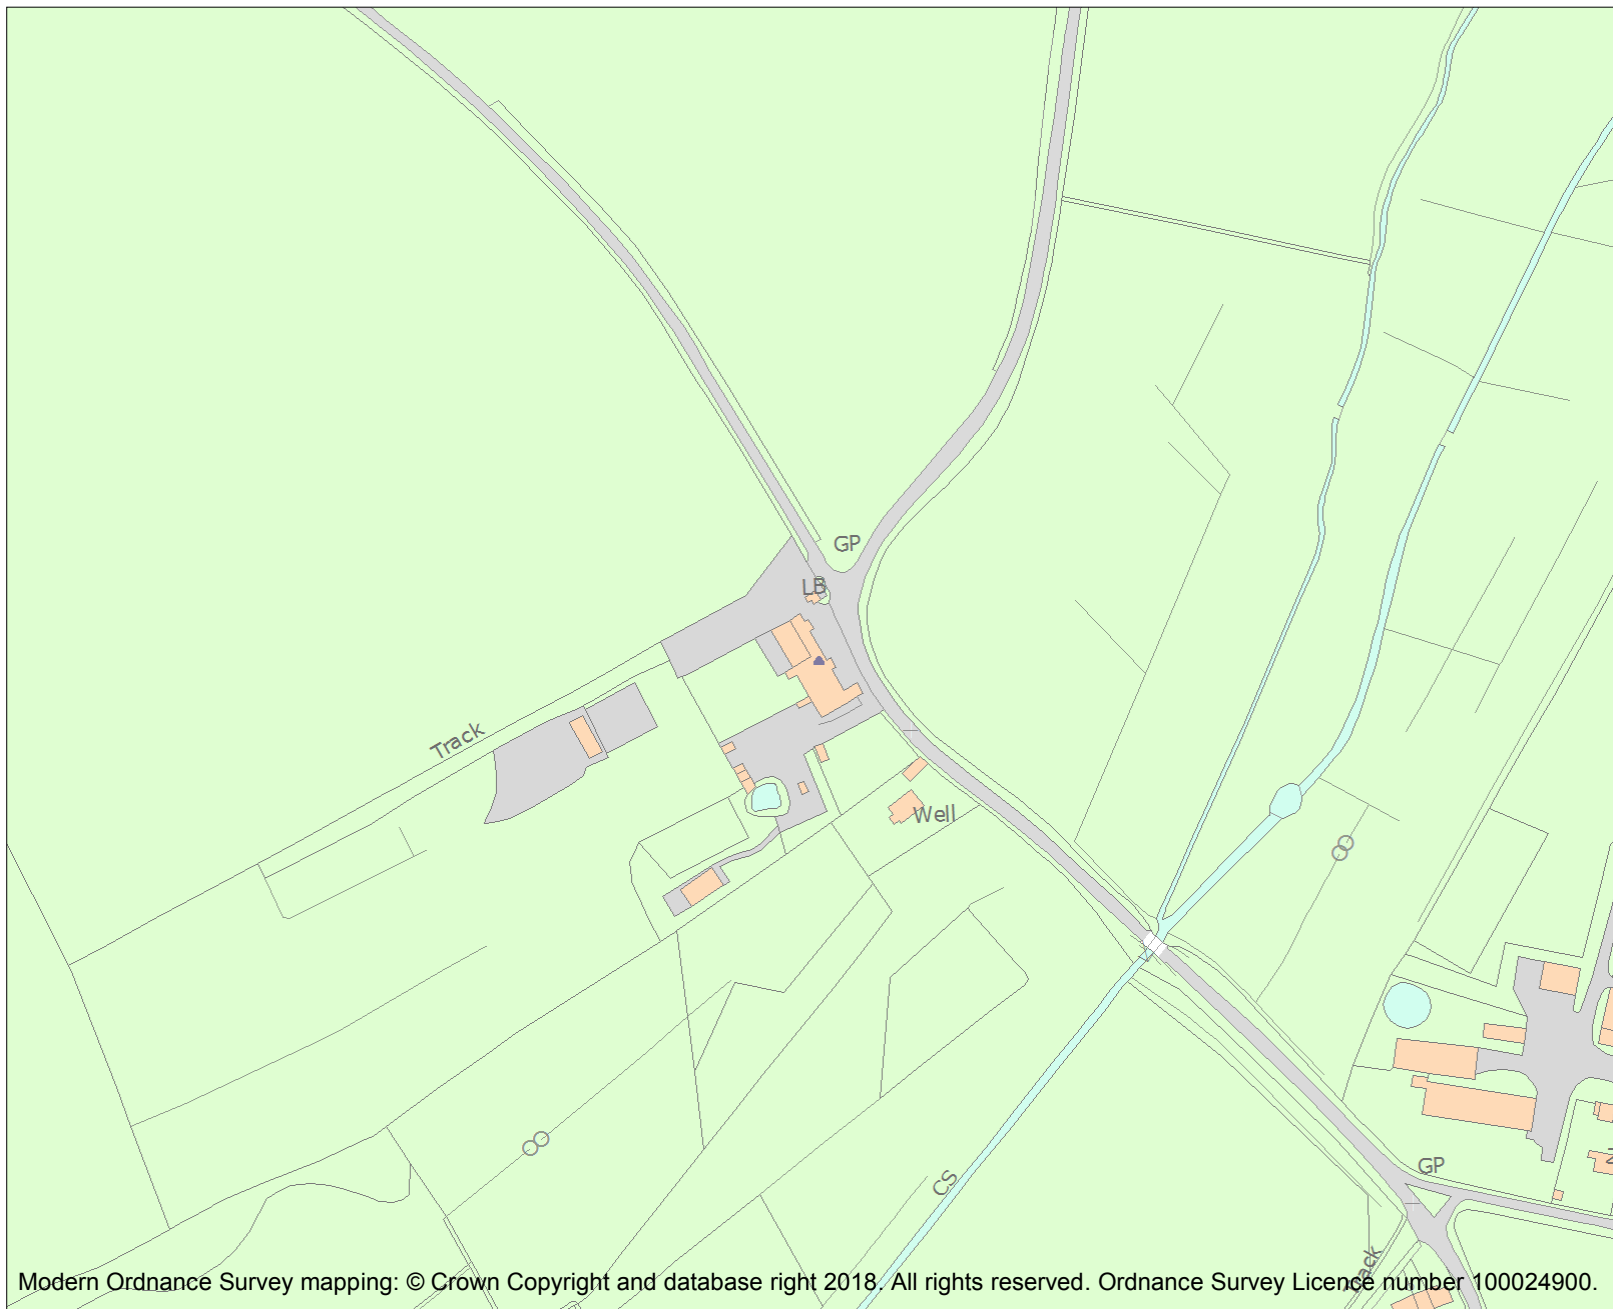 GP
LB
Track
Well
GP
CS
Track
Modern Ordnance Survey mapping: © Crown Copyright and database right 2018. All rights reserved. Ordnance Survey Licence number 100024900.